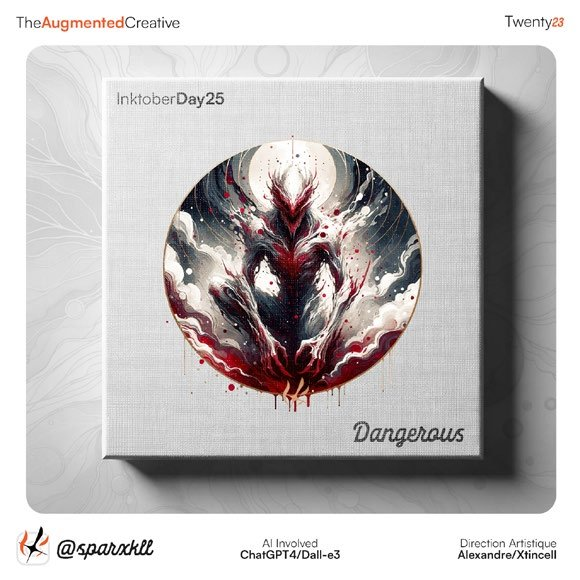 TheAugmentedCreative
Twenty23
InktoberDay25
Dangerous
@sparxkll
AI Involved
ChatGPT4/Dall-e3
Direction Artistique
Alexandre/Xtincell